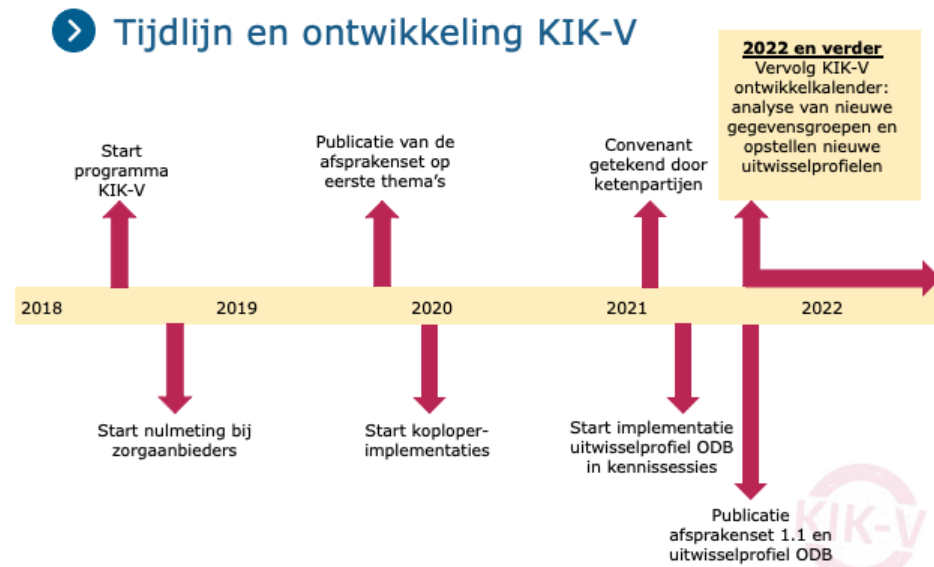 Tijdlijn en ontwikkeling KIK-V
2022 en verder
Vervolg KIK-V
ontwikkelkalender:
analyse van nieuwe
gegevensgroepen en
opstellen nieuwe
uitwisselprofielen
Start
programma
KIK-V
Publicatie van de
afsprakenset op
eerste thema's
Convenant
getekend door
ketenpartijen
2018 2019 2020 2021 2022
Start nulmeting bij
zorgaanbieders
Start koploper-
implementaties
Start implementatie
uitwisselprofiel ODB
in kennissessies
Publicatie
afsprakenset 1.1 en
uitwisselprofiel ODB
KIK-V